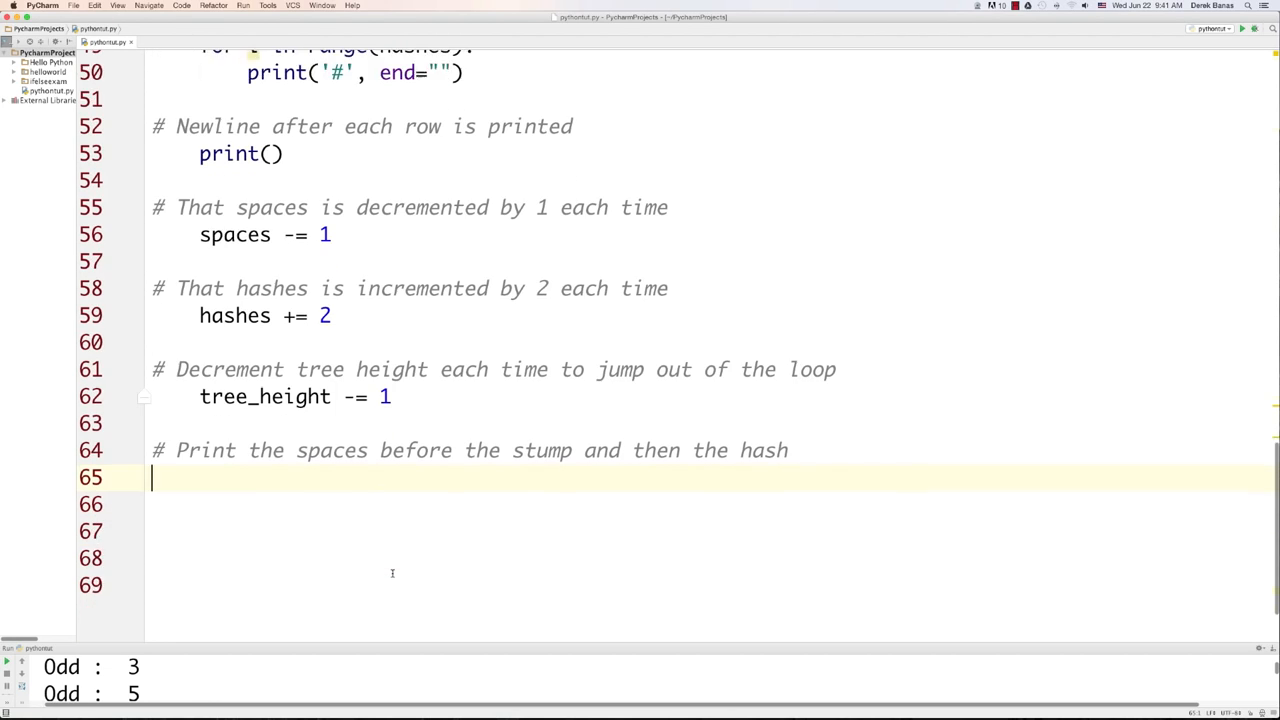 PyCharm File Edit View Navigate Code Refactor Run Tools VCS Window Help 10 Wed Jun 22 9:41 AM Derek Banas
pythontut.py - PycharmProjects - [~/PycharmProjects]
PycharmProjects pythontut.py pythontut
pythontut.py
PycharmProject
Hello Python
helloworld
ifelseexam
pythontut.py
External Librarie
50 print('#', end="")
51
52 # Newline after each row is printed
53 print()
54
55 # That spaces is decremented by 1 each time
56 spaces -= 1
57
58 # That hashes is incremented by 2 each time
59 hashes += 2
60
61 # Decrement tree height each time to jump out of the loop
62 tree_height -= 1
63
64 # Print the spaces before the stump and then the hash
65
66
67
68
69
Run pythontut
Odd : 3
Odd : 5
65:1 LF÷ UTF-8÷